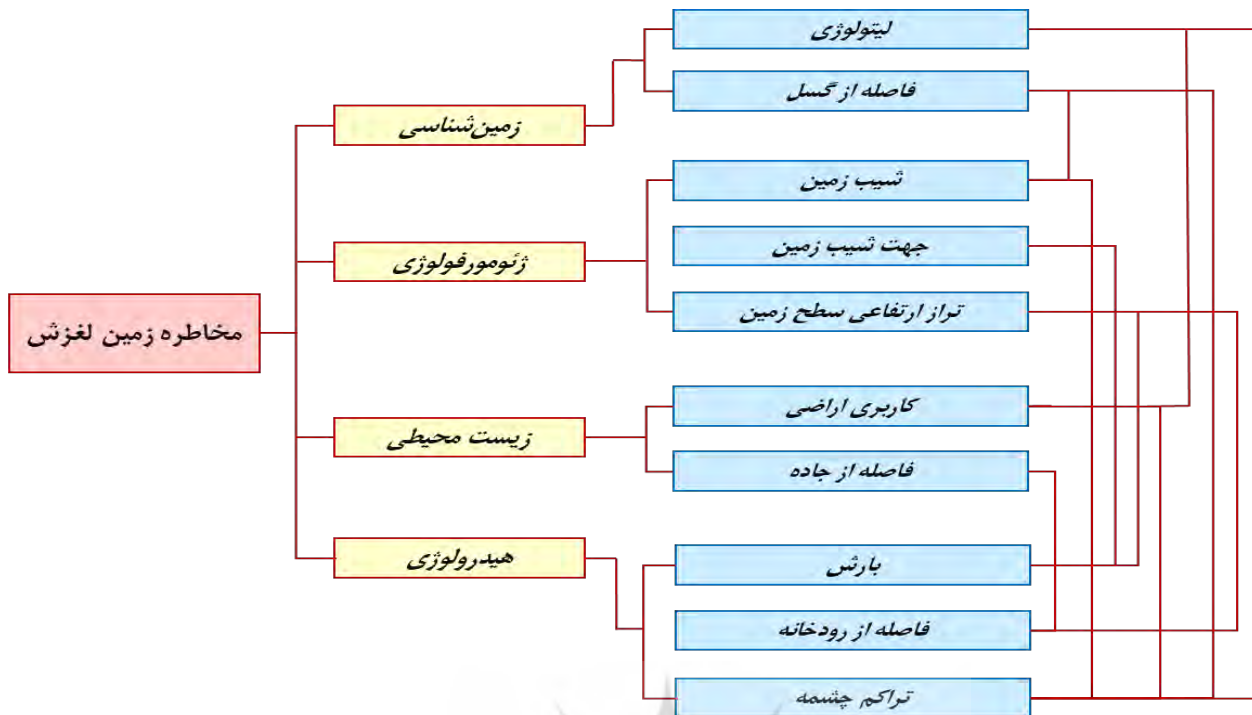 مخاطره زمین لغزش
زمین‌شناسی
لیتولوژی
فاصله از گسل
ژئومورفولوژی
شیب زمین
جهت شیب زمین
تراز ارتفاعی سطح زمین
زیست محیطی
کاربری اراضی
فاصله از جاده
هیدرولوژی
بارش
فاصله از رودخانه
تراکم چشمه